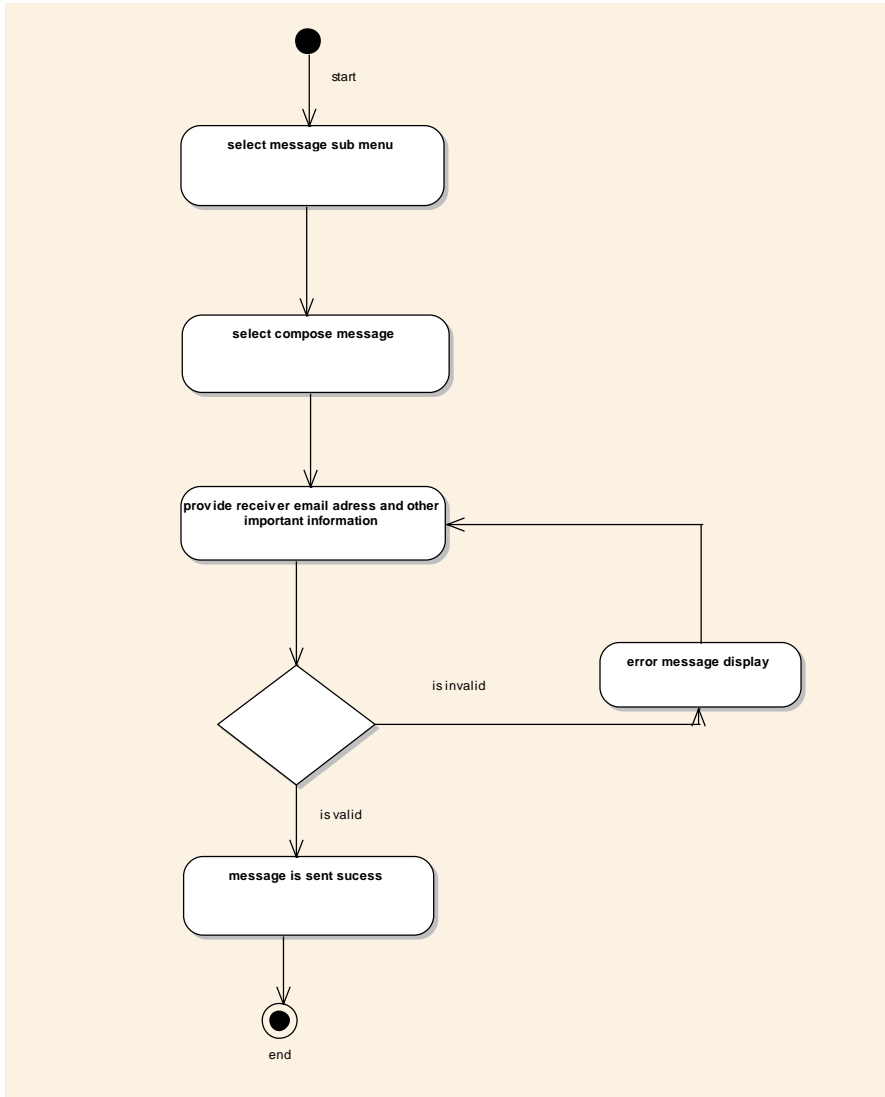 start
select message sub menu
select compose message
provide receiver email adress and other
important information
error message display
is invalid
is valid
message is sent sucess
end